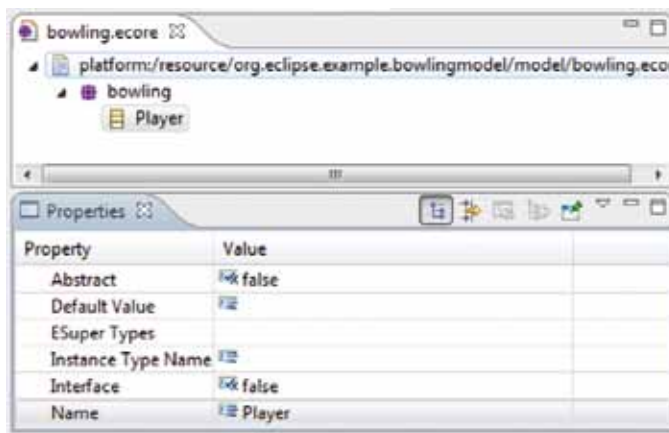 bowling.ecore
platform:/resource/org.eclipse.example.bowlingmodel/model/bowling.eco
bowling
Player
Properties
Property Value
Abstract false
Default Value
ESuper Types
Instance Type Name
Interface false
Name Player